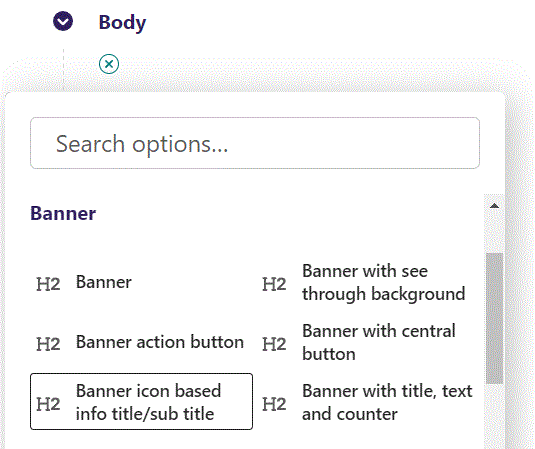 Body
Search options...
Banner
H2 Banner
H2 Banner with see
through background
H2 Banner action button
H2 Banner with central
button
H2 Banner icon based
info title/sub title
H2 Banner with title, text
and counter